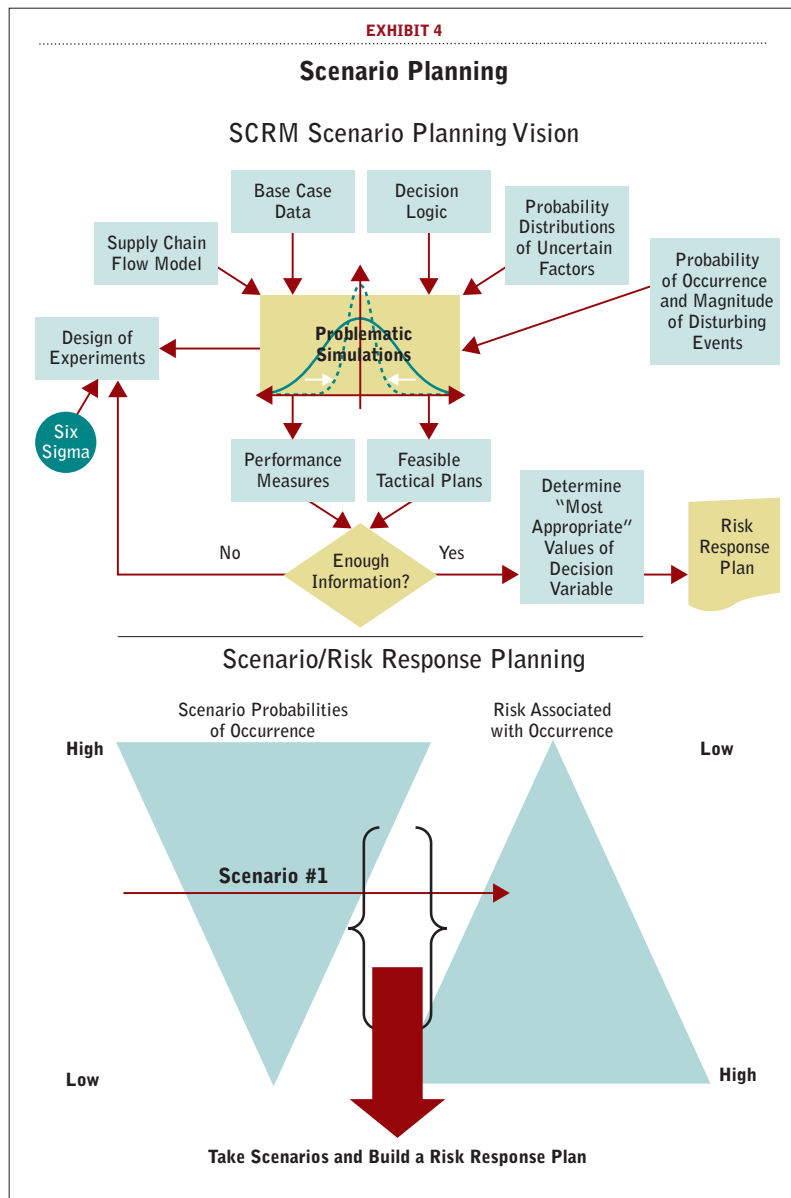 EXHIBIT 4
Scenario Planning
SCRM Scenario Planning Vision
Base Case
Data
Decision
Logic
Probability
Distributions
of Uncertain
Factors
Supply Chain
Flow Model
Probability
of Occurrence
and Magnitude
of Disturbing
Events
Design of
Experiments
Problematic
Simulations
Six
Sigma
Performance
Measures
Feasible
Tactical Plans
Determine
“Most
Appropriate”
Values of
Decision
Variable
Risk
Response
Plan
No
Enough
Information?
Yes
Scenario/Risk Response Planning
Scenario Probabilities
of Occurrence
Risk Associated
with Occurrence
High
Low
Scenario #1
Low
High
Take Scenarios and Build a Risk Response Plan